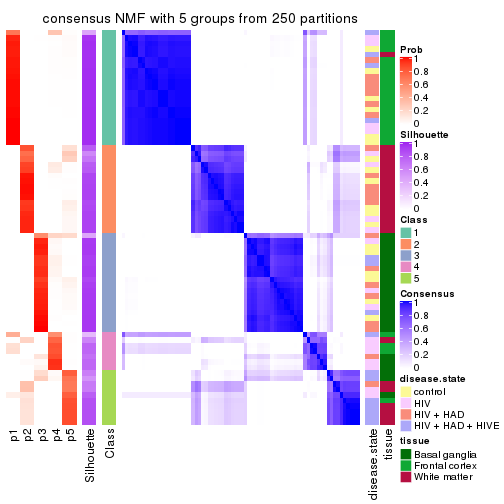 consensus NMF with 5 groups from 250 partitions
Prob
1
0.8
0.6
0.4
0.2
0
Silhouette
1
0.8
0.6
0.4
0.2
0
Class
1
2
3
4
5
Consensus
1
0.8
0.6
0.4
0.2
0
disease.state
control
HIV
HIV + HAD
HIV + HAD + HIVE
tissue
Basal ganglia
Frontal cortex
White matter
p1
p2
p3
p4
p5
Silhouette
Class
disease.state
tissue